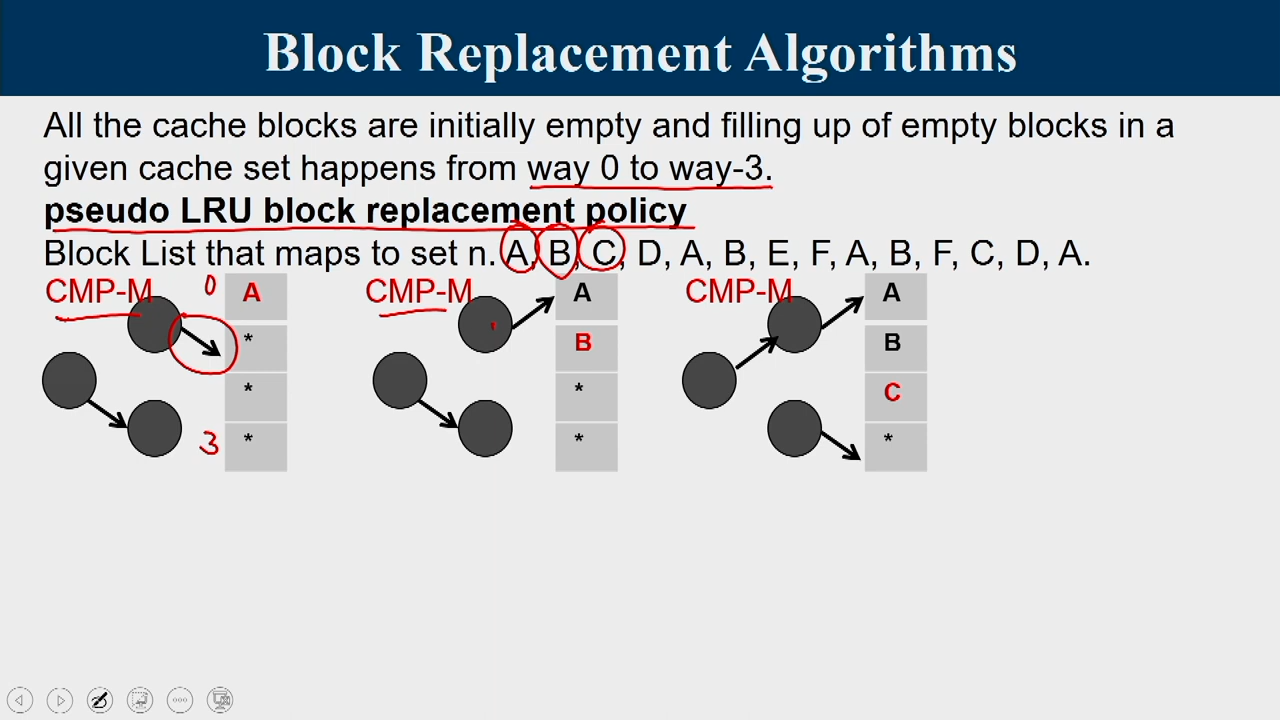 Block Replacement Algorithms
All the cache blocks are initially empty and filling up of empty blocks in a
given cache set happens from way 0 to way-3.
pseudo LRU block replacement policy
Block List that maps to set n. A, B, C, D, A, B, E, F, A, B, F, C, D, A.
CMP-M 0 A CMP-M A CMP-M A
* B B
* * C
3 * * *